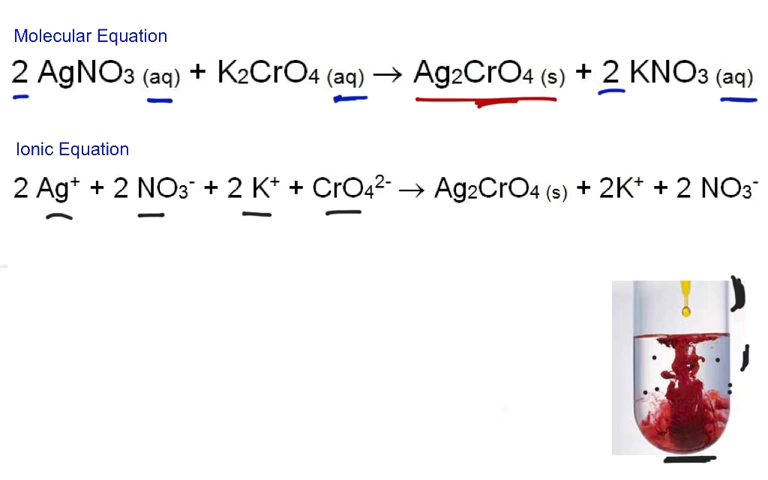 Molecular Equation
2 AgNO3 (aq) + K2CrO4 (aq) → Ag2CrO4 (s) + 2 KNO3 (aq)
Ionic Equation
2 Ag⁺ + 2 NO3⁻ + 2 K⁺ + CrO4²⁻ → Ag2CrO4 (s) + 2K⁺ + 2 NO3⁻